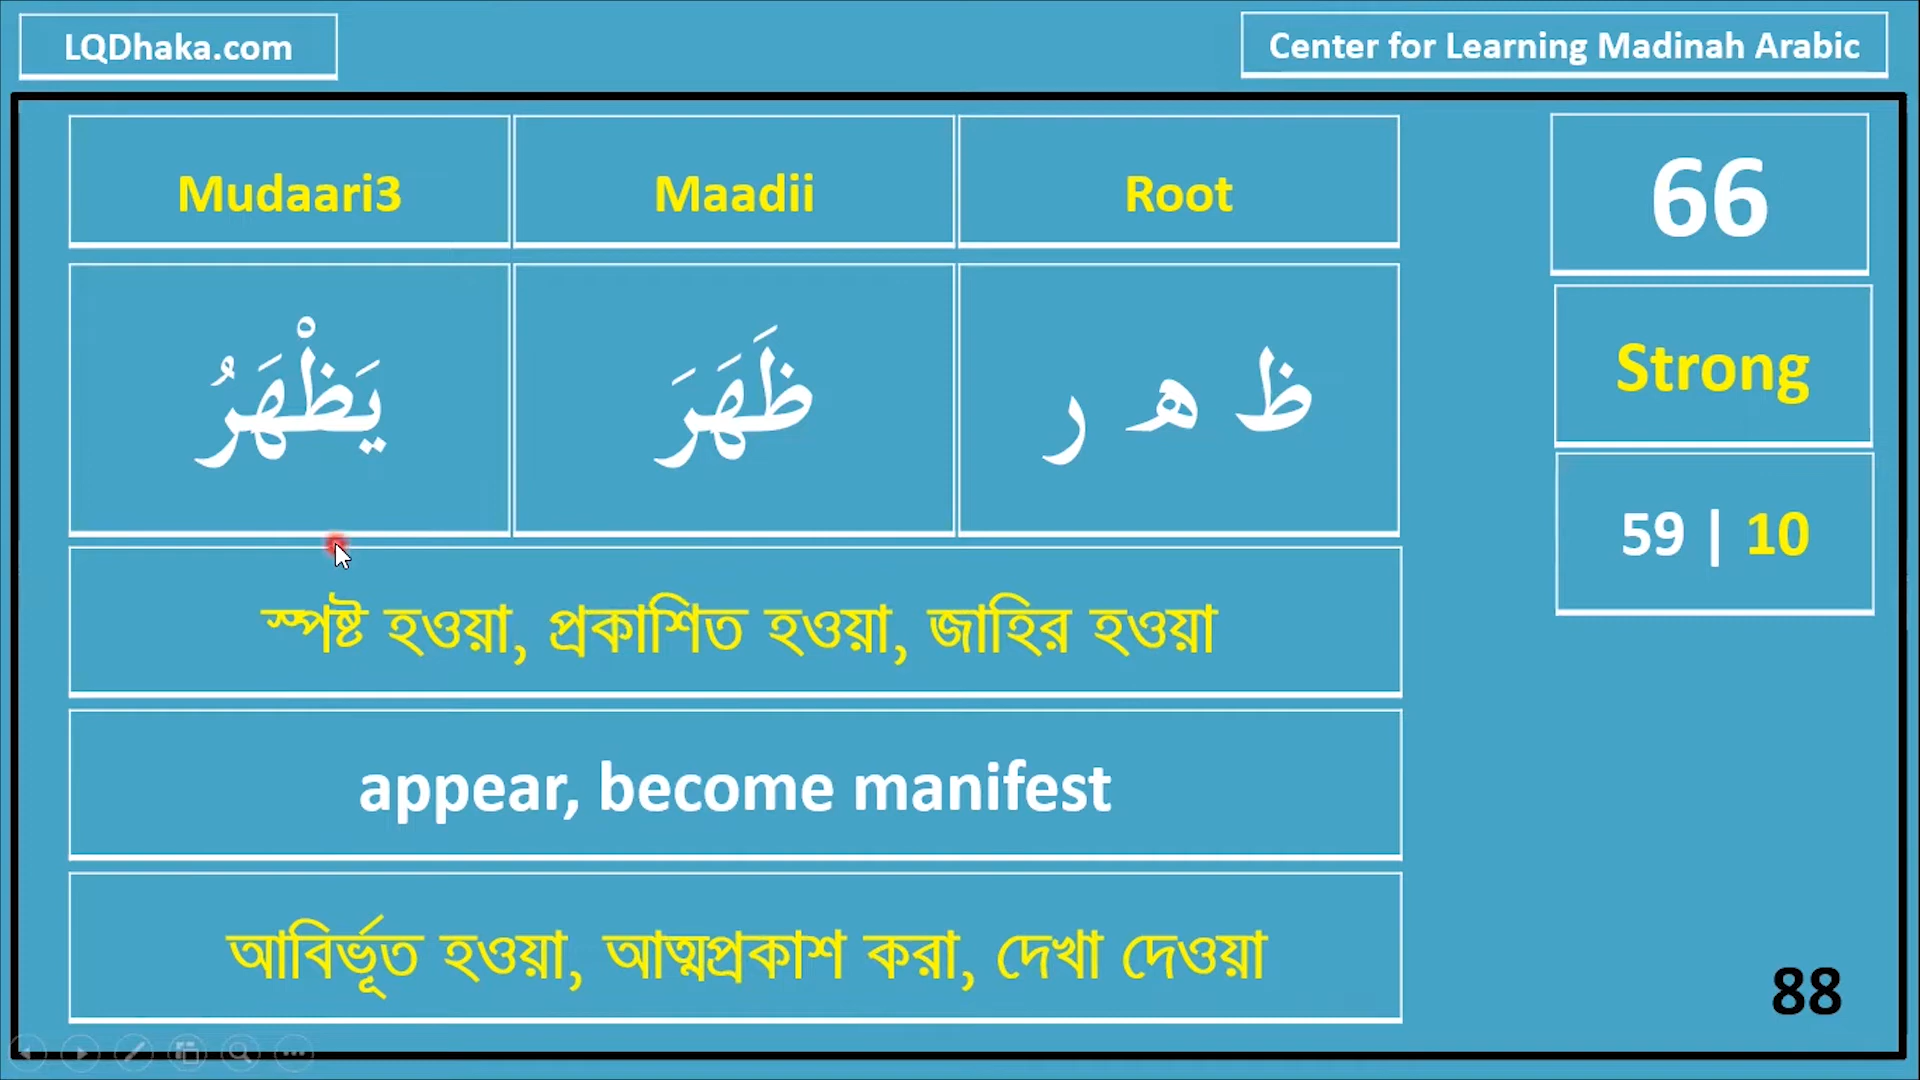 LQDhaka.com
Center for Learning Madinah Arabic
Mudaari3
Maadii
Root
66
يَظْهَرُ
ظَهَرَ
ظ ه ر
Strong
59 | 10
স্পষ্ট হওয়া, প্রকাশিত হওয়া, জাহির হওয়া
appear, become manifest
আবির্ভূত হওয়া, আত্মপ্রকাশ করা, দেখা দেওয়া
88